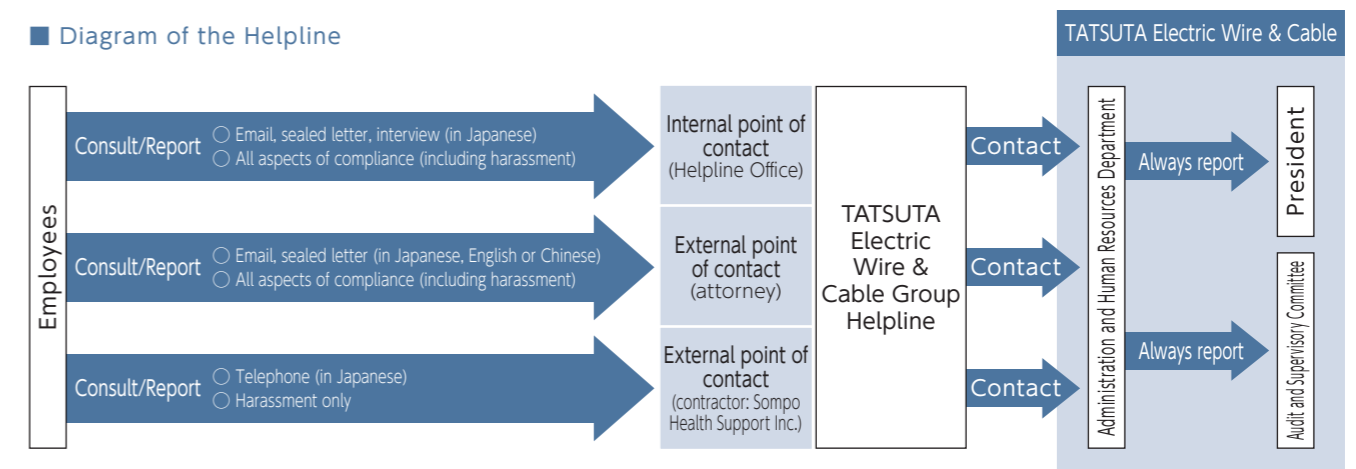 ■ Diagram of the Helpline
TATSUTA Electric Wire & Cable
Employees
Consult/Report
○ Email, sealed letter, interview (in Japanese)
○ All aspects of compliance (including harassment)
Internal point of
contact
(Helpline Office)
Consult/Report
○ Email, sealed letter (in Japanese, English or Chinese)
○ All aspects of compliance (including harassment)
External point
of contact
(attorney)
Consult/Report
○ Telephone (in Japanese)
○ Harassment only
External point of
contact
(contractor: Sompo
Health Support Inc.)
TATSUTA
Electric
Wire &
Cable Group
Helpline
Contact
Contact
Contact
Administration and Human Resources Department
Always report
President
Always report
Audit and Supervisory Committee